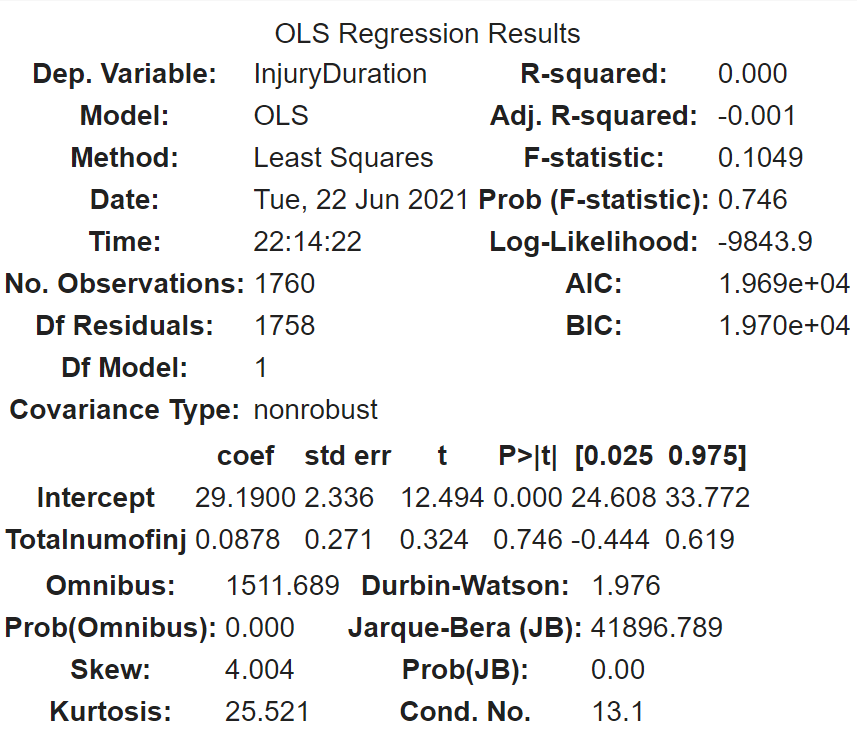 OLS Regression Results
Dep. Variable: InjuryDuration R-squared: 0.000
Model: OLS Adj. R-squared: -0.001
Method: Least Squares F-statistic: 0.1049
Date: Tue, 22 Jun 2021 Prob (F-statistic): 0.746
Time: 22:14:22 Log-Likelihood: -9843.9
No. Observations: 1760 AIC: 1.969e+04
Df Residuals: 1758 BIC: 1.970e+04
Df Model: 1
Covariance Type: nonrobust
coef std err t P>|t| [0.025 0.975]
Intercept 29.1900 2.336 12.494 0.000 24.608 33.772
Totalnumofinj 0.0878 0.271 0.324 0.746 -0.444 0.619
Omnibus: 1511.689 Durbin-Watson: 1.976
Prob(Omnibus): 0.000 Jarque-Bera (JB): 41896.789
Skew: 4.004 Prob(JB): 0.00
Kurtosis: 25.521 Cond. No. 13.1